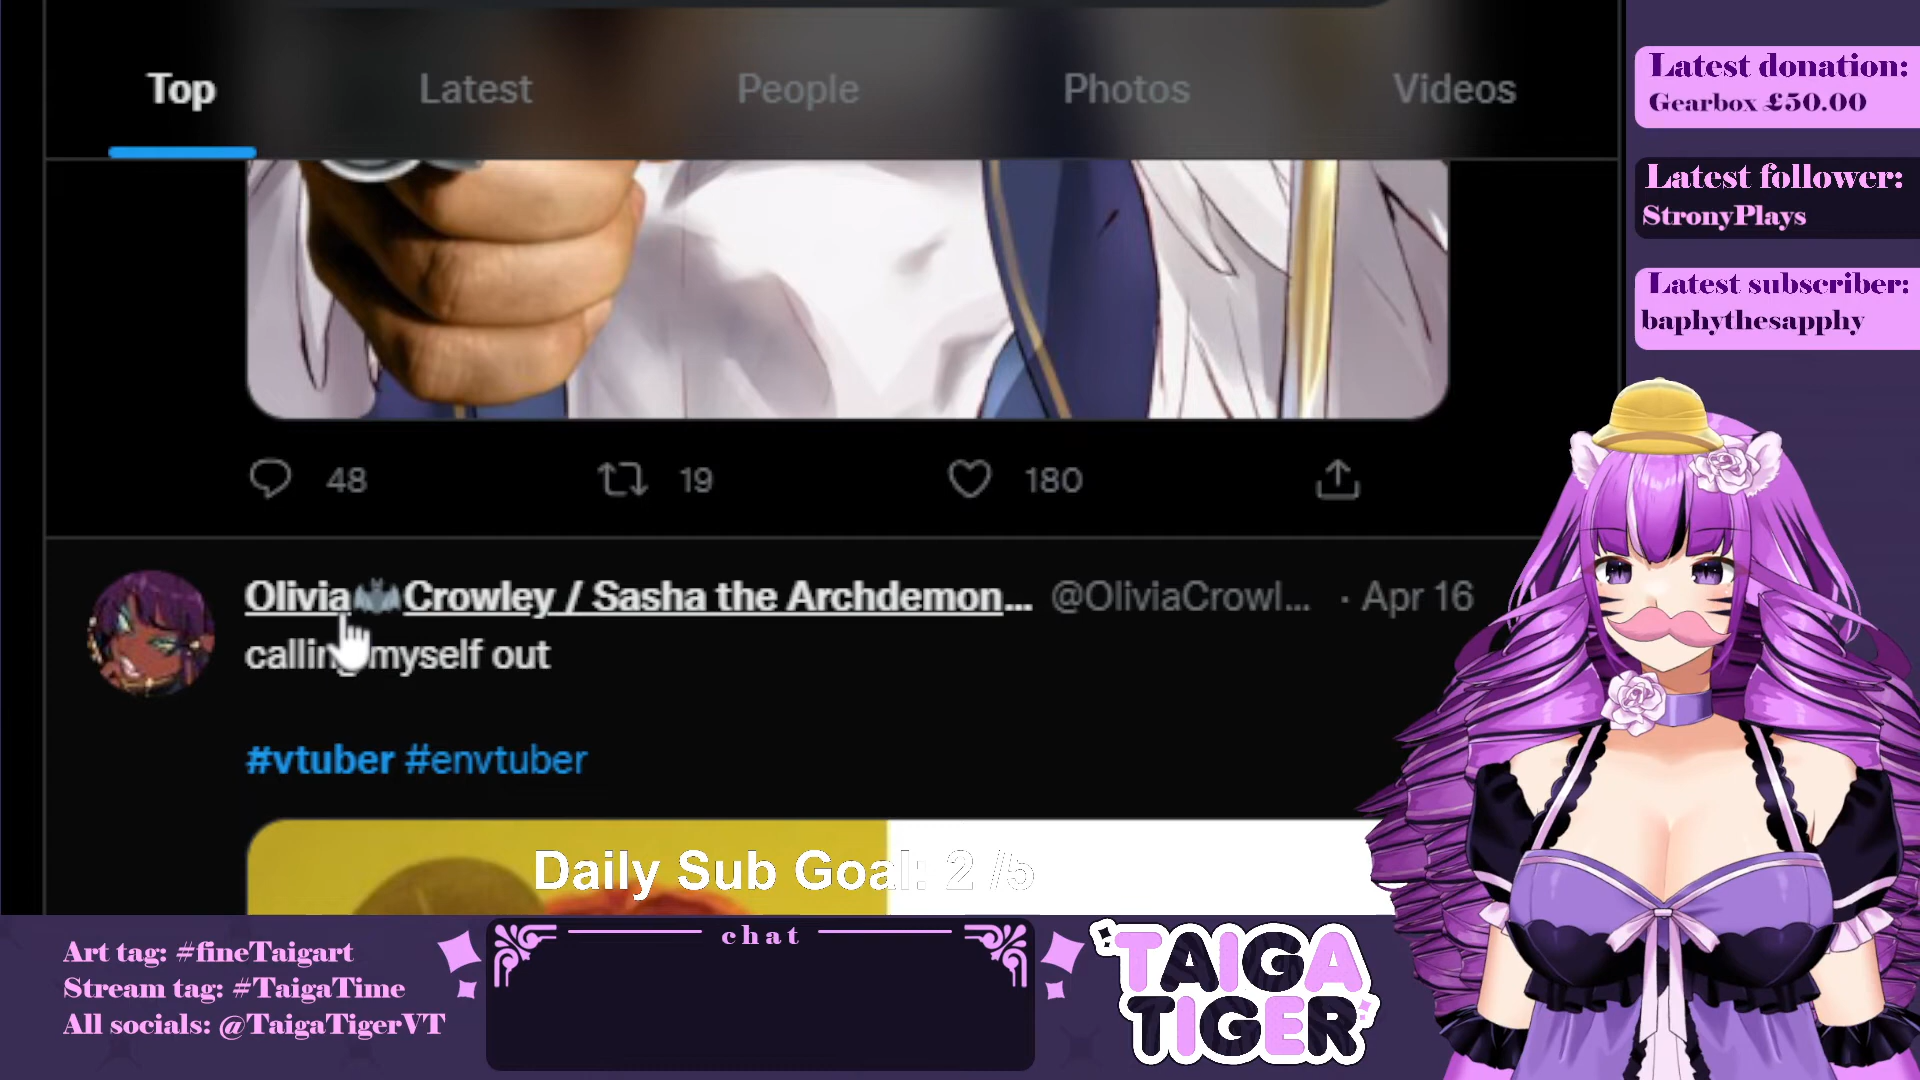 Top Latest People Photos Videos
48 19 180
Olivia🦇Crowley / Sasha the Archdemon... @OliviaCrowl... · Apr 16
calling myself out
#vtuber #envtuber
Daily Sub Goal: 2 /5
Latest donation:
Gearbox £50.00
Latest follower:
StronyPlays
Latest subscriber:
baphythesapphy
Art tag: #fineTaigart
Stream tag: #TaigaTime
All socials: @TaigaTigerVT
chat
TAIGA
TIGER